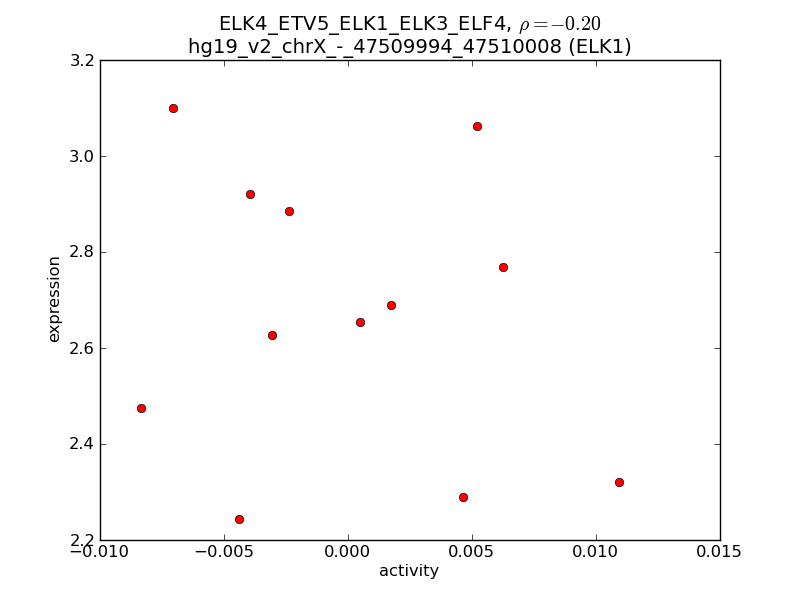 ELK4_ETV5_ELK1_ELK3_ELF4, ρ = −0.20
hg19_v2_chrX_-_47509994_47510008 (ELK1)
3.2
3.0
2.8
2.6
2.4
2.2
expression
−0.010 −0.005 0.000 0.005 0.010 0.015
activity